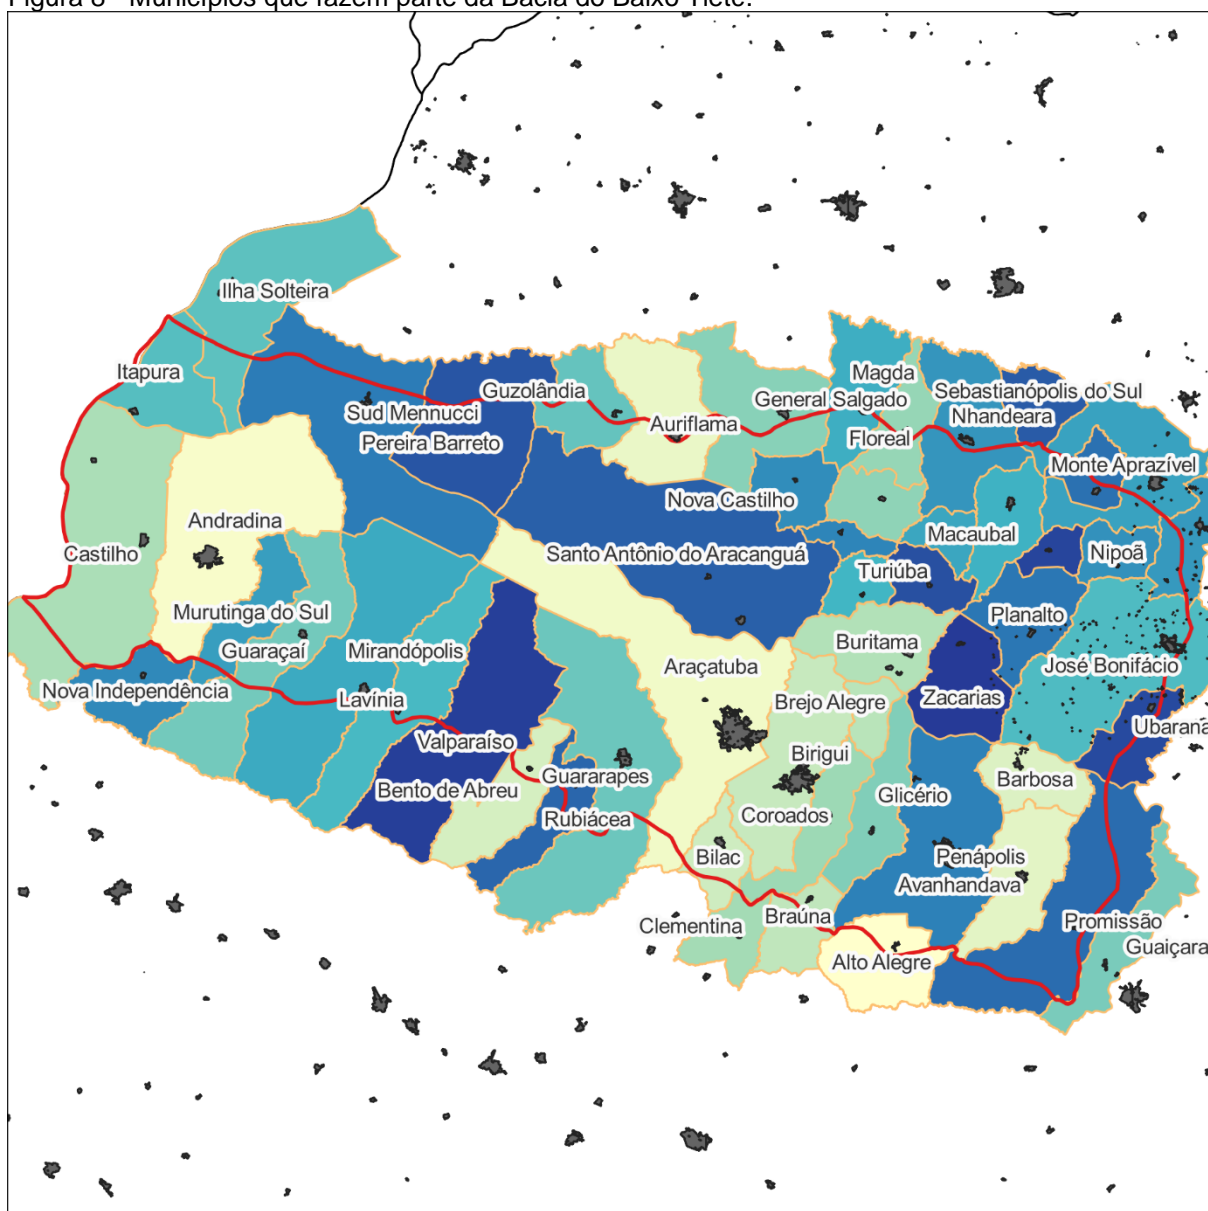 Figura 8 - Municípios que fazem parte da Bacia do Baixo Tietê.
Ilha Solteira
Itapura
Magda
Guzolândia
Sebastianópolis do Sul
General Salgado
Sud Mennucci
Nhandeara
Auriflama
Pereira Barreto
Floreal
Monte Aprazível
Nova Castilho
Andradina
Macaubal
Castilho
Santo Antônio do Aracanguá
Nipoã
Turiúba
Murutinga do Sul
Planalto
Guaraçaí
Mirandópolis
Buritama
Araçatuba
José Bonifácio
Nova Independência
Lavínia
Brejo Alegre
Zacarias
Ubarana
Valparaíso
Birigui
Guararapes
Barbosa
Bento de Abreu
Glicério
Rubiácea
Coroados
Bilac
Penápolis
Avanhandava
Braúna
Promissão
Clementina
Guaiçara
Alto Alegre